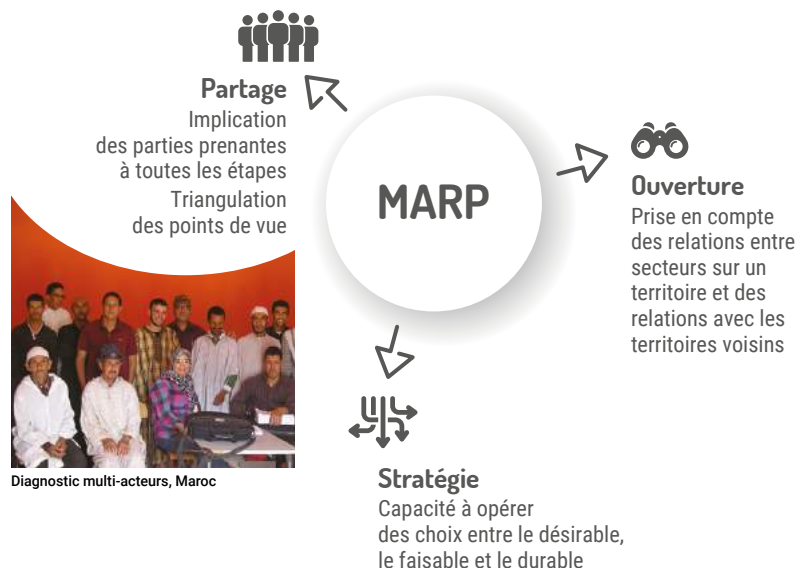 Partage
Implication
des parties prenantes
à toutes les étapes
Triangulation
des points de vue
MARP
Ouverture
Prise en compte
des relations entre
secteurs sur un
territoire et des
relations avec les
territoires voisins
Diagnostic multi-acteurs, Maroc
Stratégie
Capacité à opérer
des choix entre le désirable,
le faisable et le durable